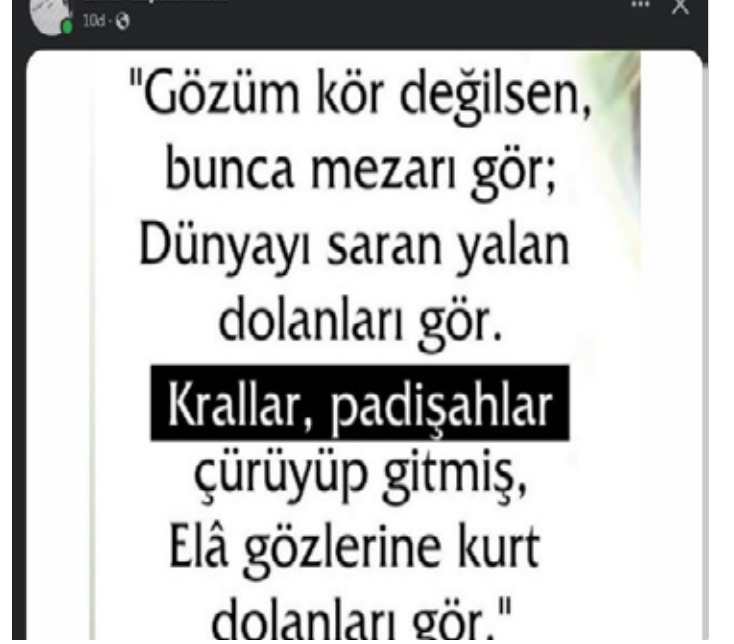 10d
"Gözüm kör değilsen,
bunca mezarı gör;
Dünyayı saran yalan
dolanları gör.
Krallar, padişahlar
çürüyüp gitmiş,
Elâ gözlerine kurt
dolanları gör."